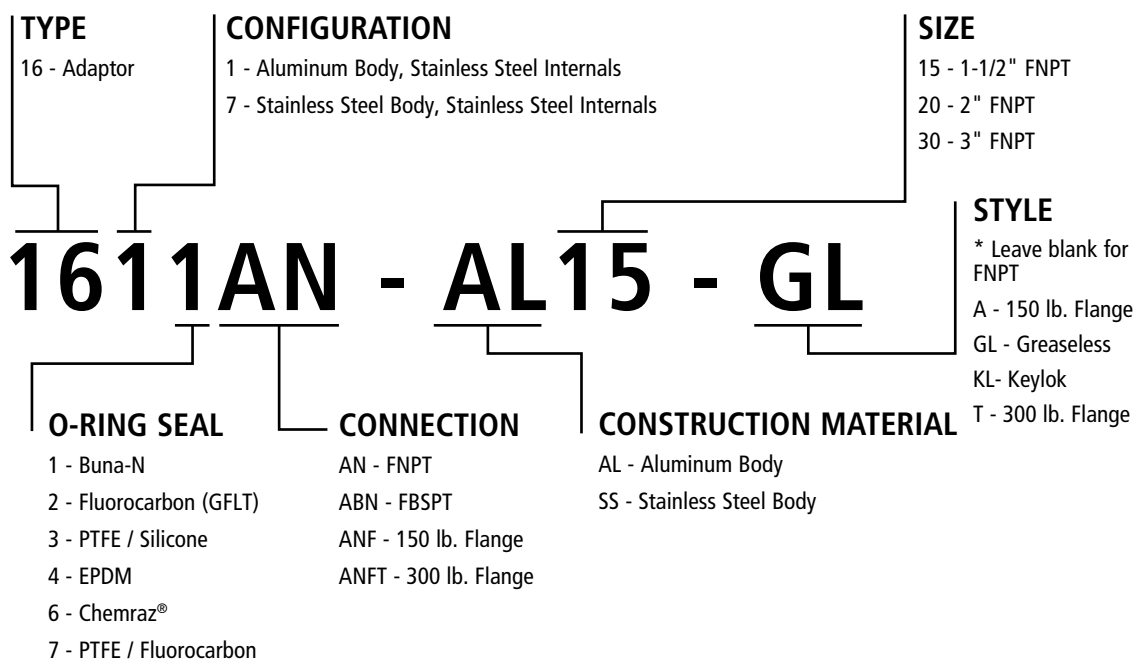 TYPE
16 - Adaptor
CONFIGURATION
1 - Aluminum Body, Stainless Steel Internals
7 - Stainless Steel Body, Stainless Steel Internals
SIZE
15 - 1-1/2" FNPT
20 - 2" FNPT
30 - 3" FNPT
1611AN - AL15 - GL
STYLE
* Leave blank for
FNPT
A - 150 lb. Flange
GL - Greaseless
KL- Keylok
T - 300 lb. Flange
O-RING SEAL
1 - Buna-N
2 - Fluorocarbon (GFLT)
3 - PTFE / Silicone
4 - EPDM
6 - Chemraz®
7 - PTFE / Fluorocarbon
CONNECTION
AN - FNPT
ABN - FBSPT
ANF - 150 lb. Flange
ANFT - 300 lb. Flange
CONSTRUCTION MATERIAL
AL - Aluminum Body
SS - Stainless Steel Body